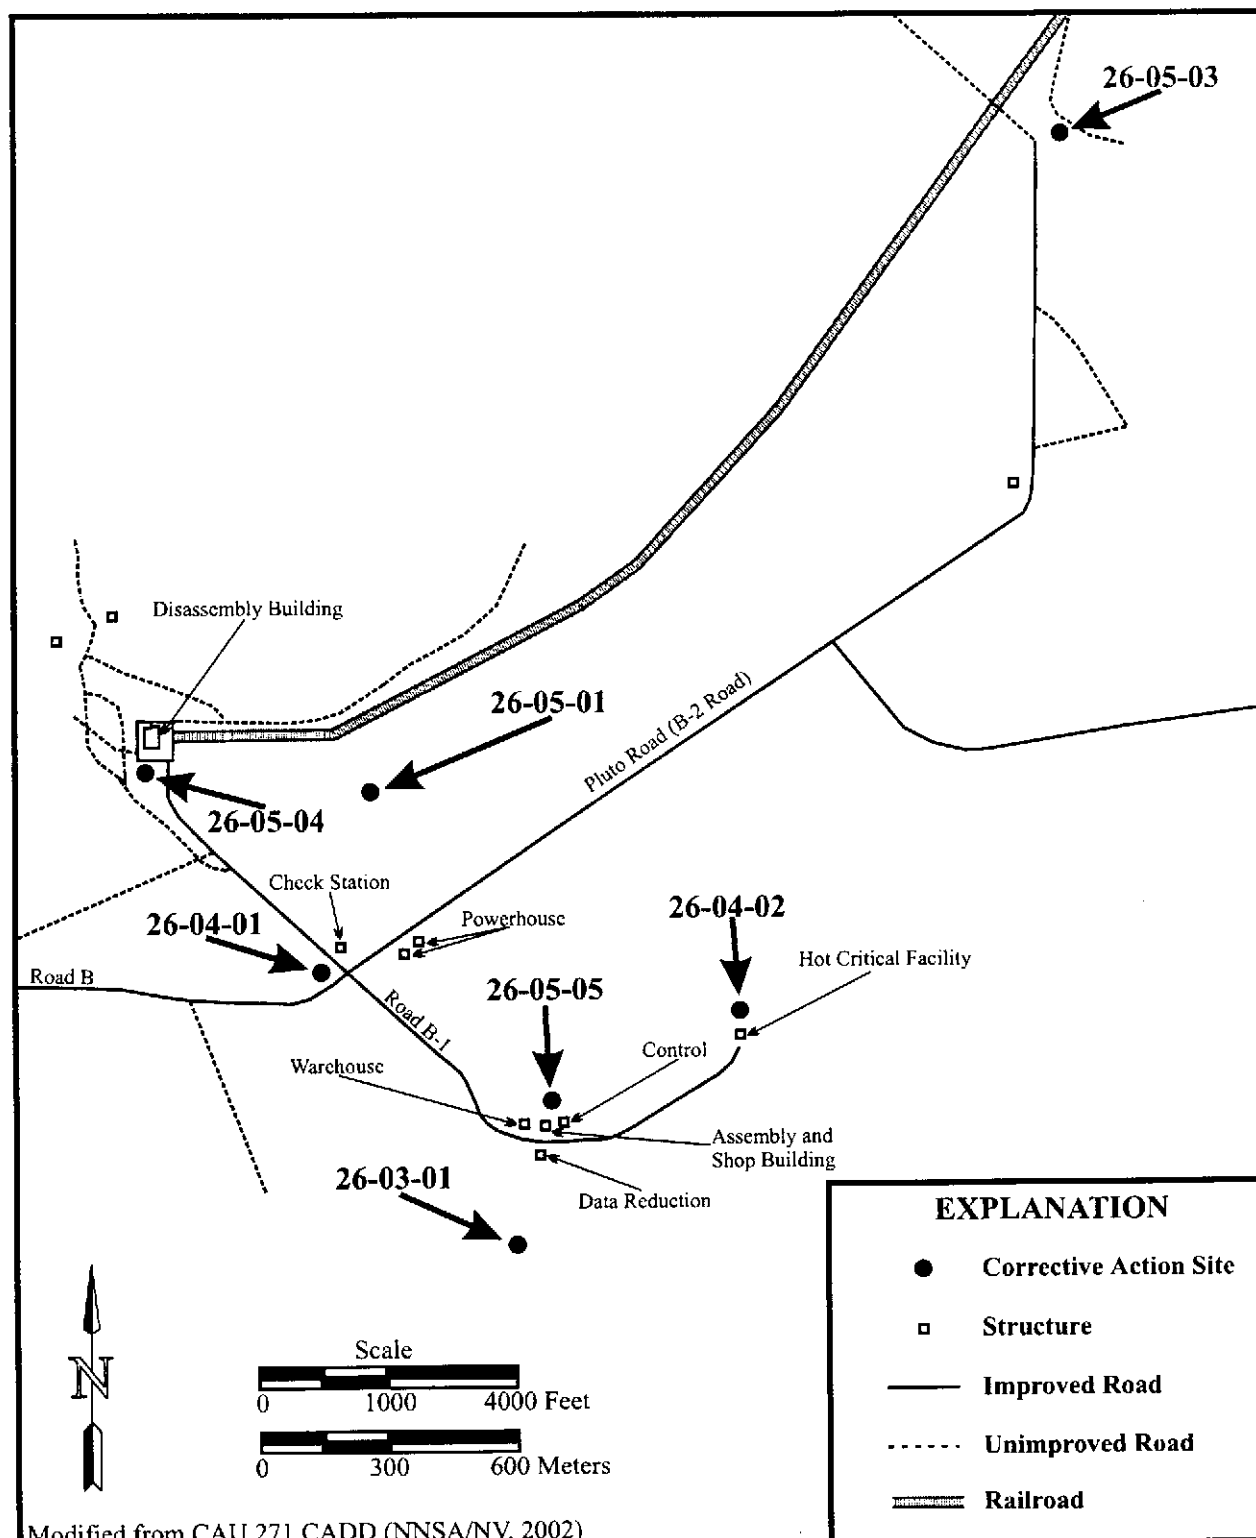 26-05-03
Disassembly Building
26-05-01
Pluto Road (B-2 Road)
26-05-04
Check Station
26-04-01
Powerhouse
26-04-02
Hot Critical Facility
Road B
26-05-05
Road B-1
Control
Warchouse
Assembly and
Shop Building
26-03-01
Data Reduction
N
Scale
0 1000 4000 Feet
0 300 600 Meters
EXPLANATION
Corrective Action Site
Structure
Improved Road
Unimproved Road
Railroad
Modified from CAU 271 CADD (NNSA/NV, 2002)